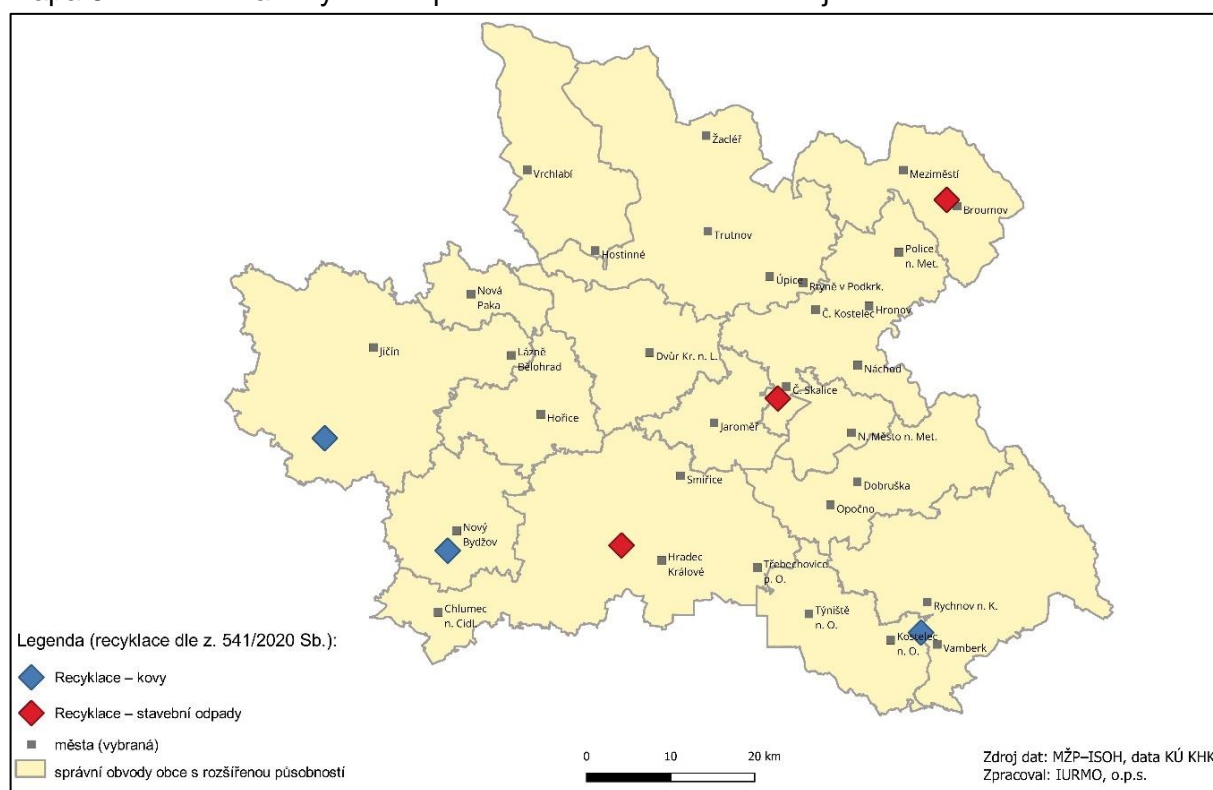 Žacléř
Vrchlabí
Meziměstí
Broumov
Trutnov
Hostinné
Police
n. Met.
Úpice
Rtyně v Podkrk.
Nová
Paka
Č. Kostelec
Hronov
Jičín
Lázně
Bělohrad
Dvůr Kr. n. L.
Náchod
Č. Skalice
Hořice
Jaroměř
N. Město n. Met.
Smiřice
Dobruška
Opočno
Nový
Bydžov
Hradec
Králové
Třebechovice
p. O.
Chlumec
n. Cidl.
Týniště
n. O.
Rychnov n. K.
Kostelec
n. O.
Vamberk
Legenda (recyklace dle z. 541/2020 Sb.):
Recyklace – kovy
Recyklace – stavební odpady
města (vybraná)
správní obvody obce s rozšířenou působností
0 10 20 km
Zdroj dat: MŽP–ISOH, data KÚ KHK
Zpracoval: IURMO, o.p.s.